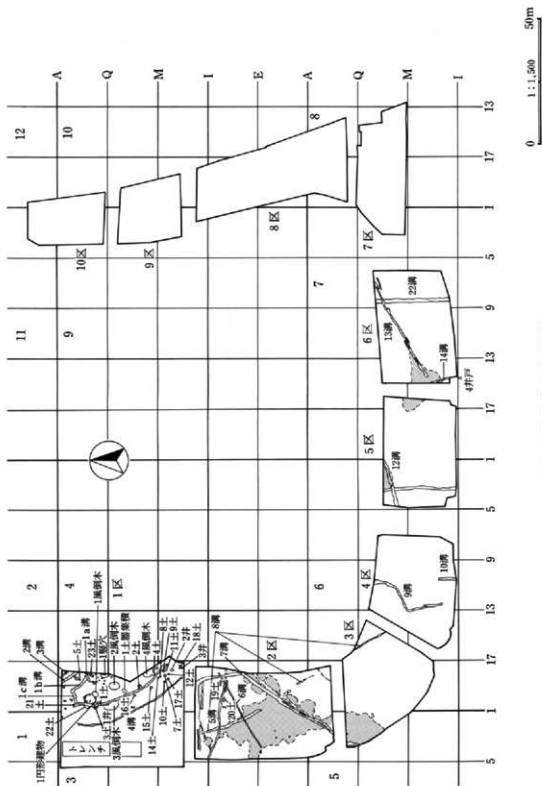 A
Q
M
I
E
A
Q
M
I
12
10
11
9
2
4
1
3
8
7
6
5
13
17
1
5
9
13
17
1
5
9
13
17
5
10区
9区
8区
7区
6区
5区
4区
3区
2区
1区
22溝
13溝
14溝
4井戸
12溝
10溝
9溝
8溝
7溝
6溝
5溝
19土
20土
2溝
3溝
1c溝
1b溝
1a溝
21土
22土
5土
23土
1円形建物
1風倒木
1竪穴
2風倒木
1土器集積
2土
4風倒木
4土
8土
11土
9土
2井
18土
3井
12土
17土
7土
10土
14土
15土
16土
4溝
3風倒木
3土
1井
1土
トレンチ
0
1:1,500
50m